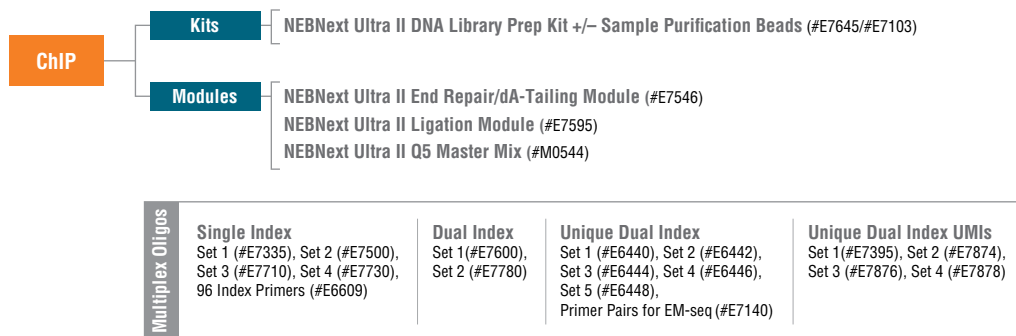 ChIP
Kits
NEBNext Ultra II DNA Library Prep Kit +/– Sample Purification Beads (#E7645/#E7103)
Modules
NEBNext Ultra II End Repair/dA-Tailing Module (#E7546)
NEBNext Ultra II Ligation Module (#E7595)
NEBNext Ultra II Q5 Master Mix (#M0544)
Multiplex Oligos
Single Index
Set 1 (#E7335), Set 2 (#E7500),
Set 3 (#E7710), Set 4 (#E7730),
96 Index Primers (#E6609)
Dual Index
Set 1(#E7600),
Set 2 (#E7780)
Unique Dual Index
Set 1 (#E6440), Set 2 (#E6442),
Set 3 (#E6444), Set 4 (#E6446),
Set 5 (#E6448),
Primer Pairs for EM-seq (#E7140)
Unique Dual Index UMIs
Set 1(#E7395), Set 2 (#E7874),
Set 3 (#E7876), Set 4 (#E7878)